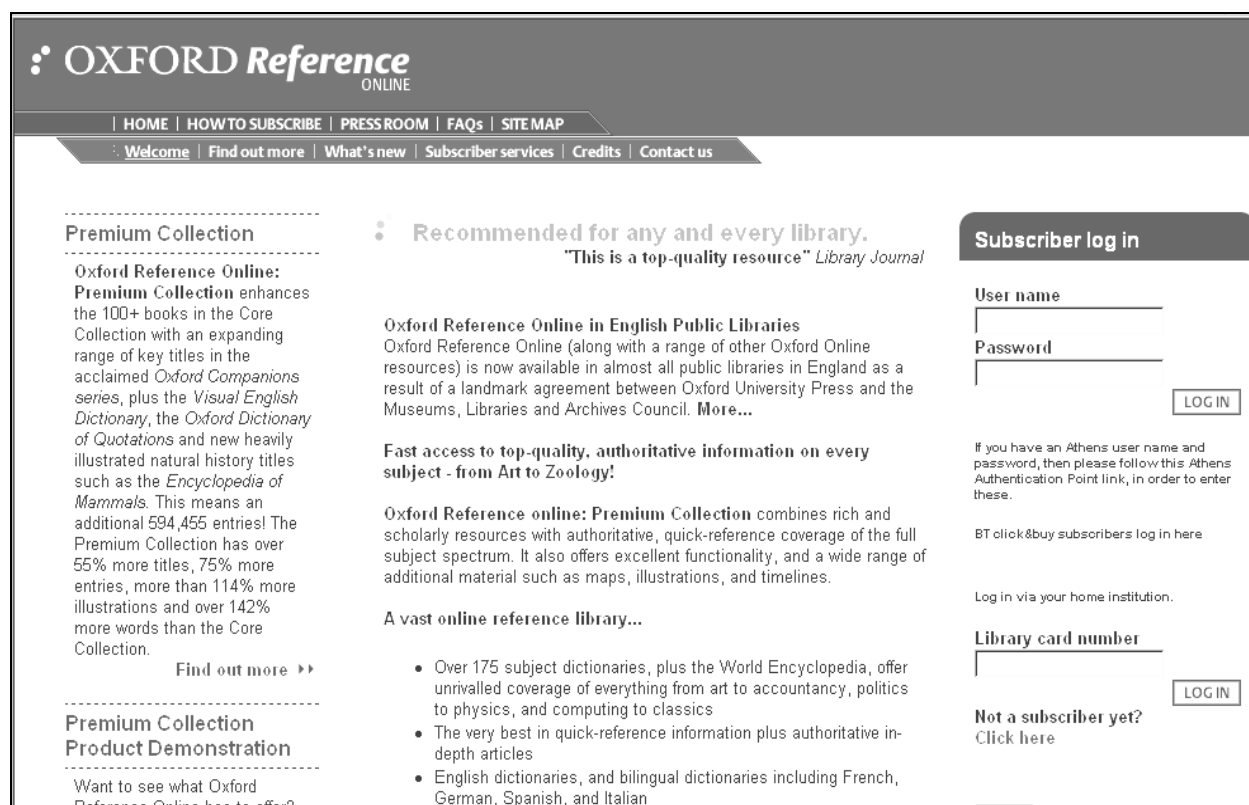 OXFORD Reference
ONLINE
| HOME | HOW TO SUBSCRIBE | PRESS ROOM | FAQs | SITE MAP
Welcome | Find out more | What's new | Subscriber services | Credits | Contact us
Premium Collection
Oxford Reference Online:
Premium Collection enhances
the 100+ books in the Core
Collection with an expanding
range of key titles in the
acclaimed Oxford Companions
series, plus the Visual English
Dictionary, the Oxford Dictionary
of Quotations and new heavily
illustrated natural history titles
such as the Encyclopedia of
Mammals. This means an
additional 594,455 entries! The
Premium Collection has over
55% more titles, 75% more
entries, more than 114% more
illustrations and over 142%
more words than the Core
Collection.
Find out more
Premium Collection
Product Demonstration
Want to see what Oxford
Reference Online has to offer?
Recommended for any and every library.
"This is a top-quality resource" Library Journal
Oxford Reference Online in English Public Libraries
Oxford Reference Online (along with a range of other Oxford Online
resources) is now available in almost all public libraries in England as a
result of a landmark agreement between Oxford University Press and the
Museums, Libraries and Archives Council. More...
Fast access to top-quality, authoritative information on every
subject - from Art to Zoology!
Oxford Reference online: Premium Collection combines rich and
scholarly resources with authoritative, quick-reference coverage of the full
subject spectrum. It also offers excellent functionality, and a wide range of
additional material such as maps, illustrations, and timelines.
A vast online reference library...
• Over 175 subject dictionaries, plus the World Encyclopedia, offer
unrivalled coverage of everything from art to accountancy, politics
to physics, and computing to classics
• The very best in quick-reference information plus authoritative in-
depth articles
• English dictionaries, and bilingual dictionaries including French,
German, Spanish, and Italian
Subscriber log in
User name
Password
LOG IN
If you have an Athens user name and
password, then please follow this Athens
Authentication Point link, in order to enter
these.
BT click&buy subscribers log in here
Log in via your home institution.
Library card number
LOG IN
Not a subscriber yet?
Click here